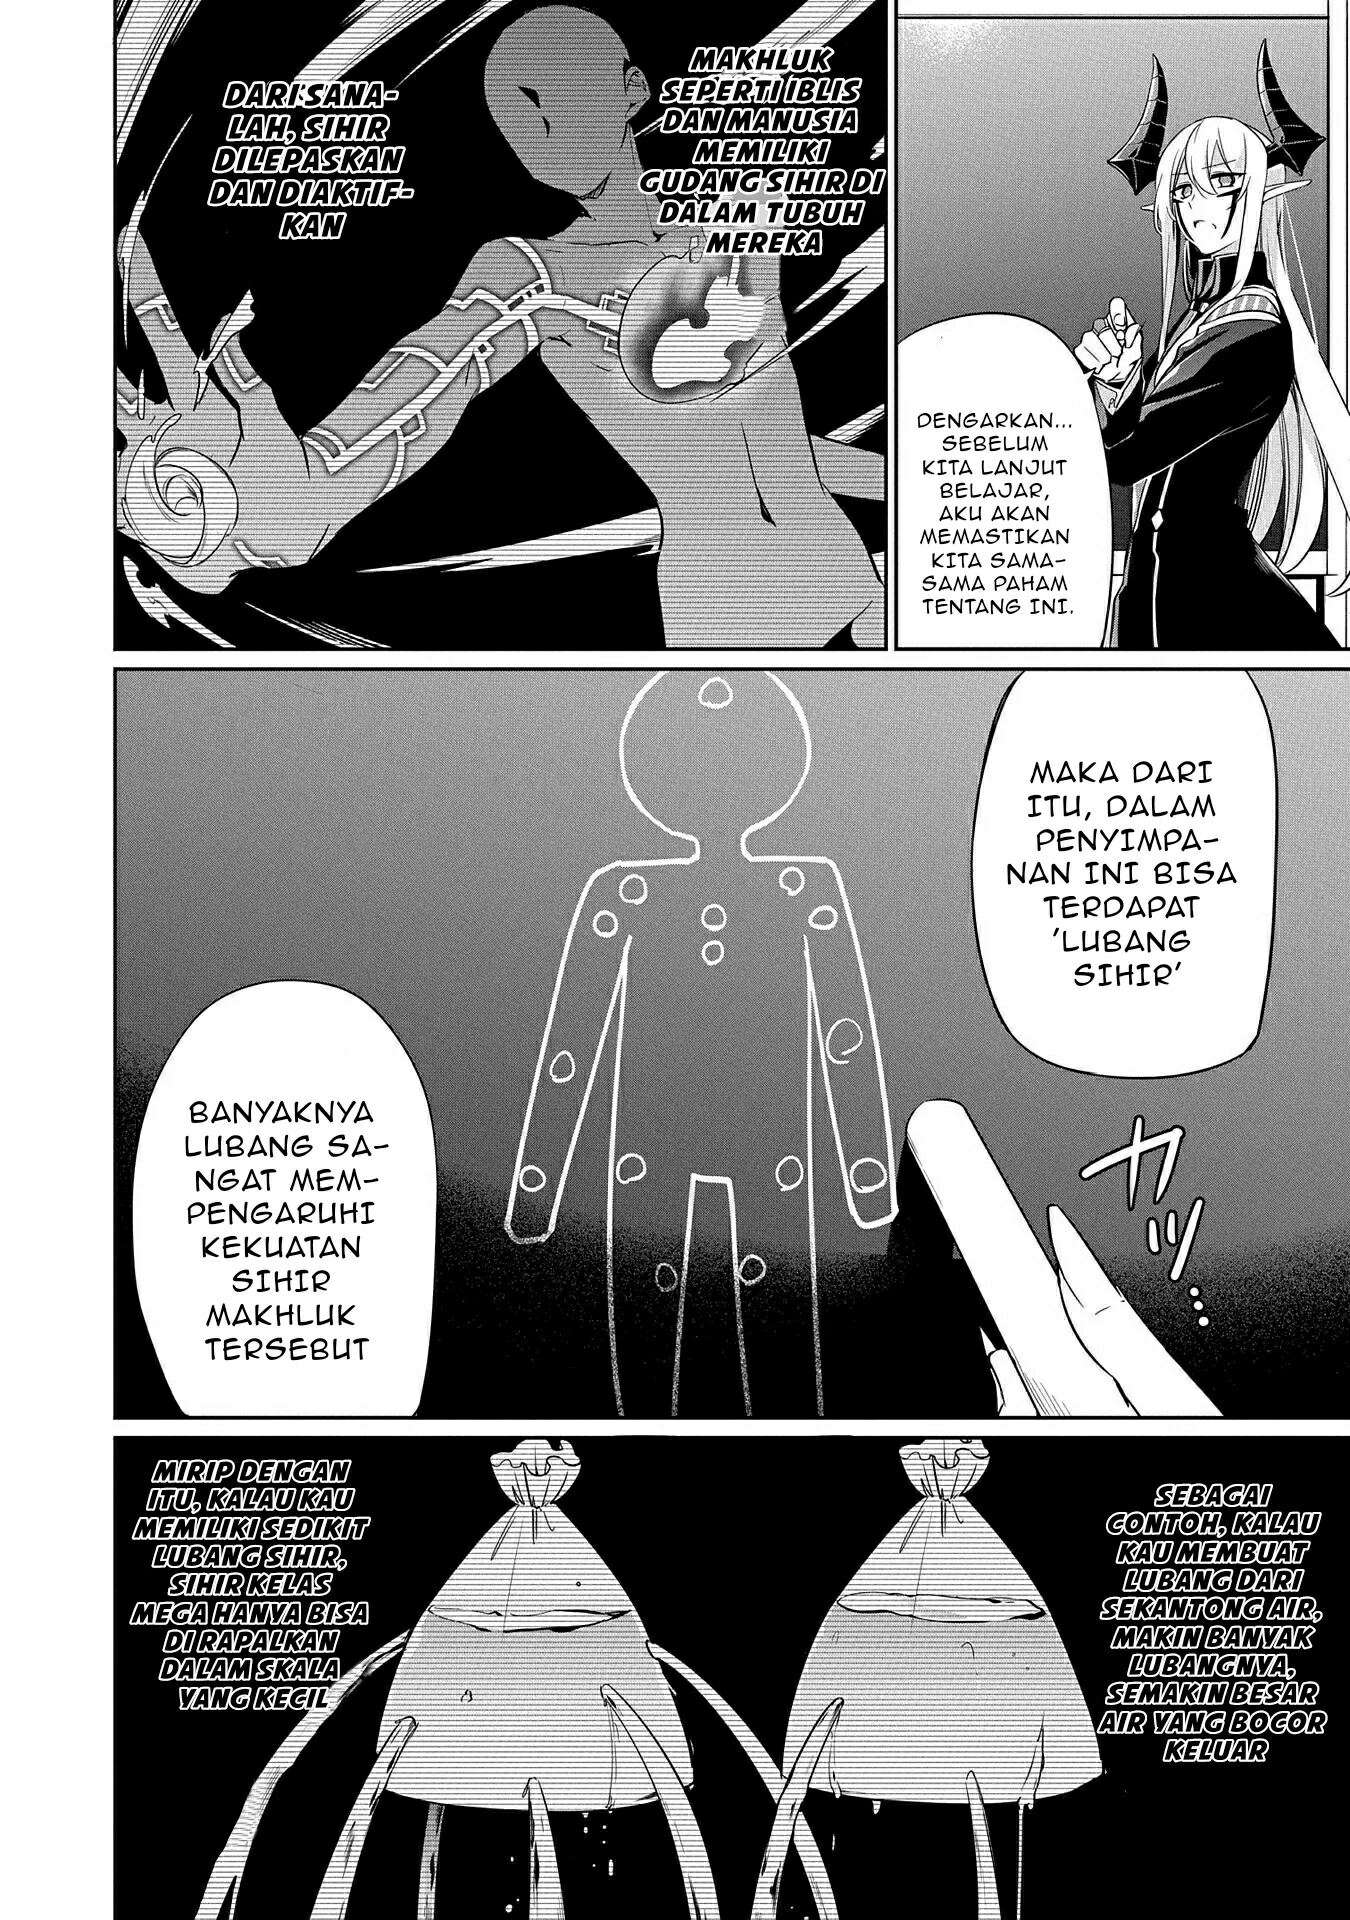 DENGARKAN...
SEBELUM
KITA LANJUT
BELAJAR,
AKU AKAN
MEMASTIKAN
KITA SAMA-
SAMA PAHAM
TENTANG INI.
MAKHLUK
SEPERTI IBLIS
DAN MANUSIA
MEMILIKI
GUDANG SIHIR DI
DALAM TUBUH
MEREKA
DARI SANA-
LAH, SIHIR
DILEPASKAN
DAN DIAKTIF-
KAN
MAKA DARI
ITU, DALAM
PENYIMPA-
NAN INI BISA
TERDAPAT
'LUBANG
SIHIR'
カッ…
BANYAKNYA
LUBANG SA-
NGAT MEM-
PENGARUHI
KEKUATAN
SIHIR
MAKHLUK
TERSEBUT
SEBAGAI
CONTOH, KALAU
KAU MEMBUAT
LUBANG DARI
SEKANTONG AIR,
MAKIN BANYAK
LUBANGNYA,
SEMAKIN BESAR
AIR YANG BOCOR
KELUAR
MIRIP DENGAN
ITU, KALAU KAU
MEMILIKI SEDIKIT
LUBANG SIHIR,
SIHIR KELAS
MEGA HANYA BISA
DI RAPALKAN
DALAM SKALA
YANG KECIL